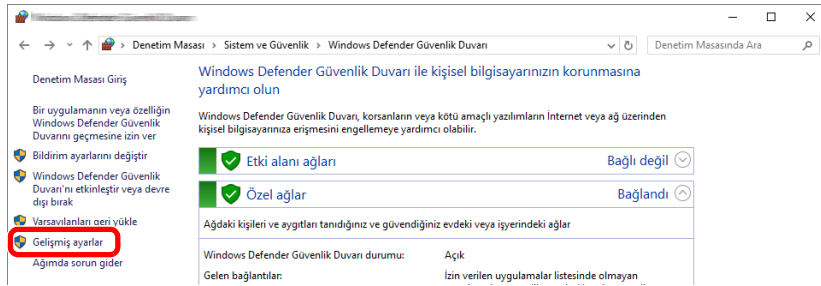 Denetim Masası › Sistem ve Güvenlik › Windows Defender Güvenlik Duvarı
Denetim Masasında Ara
Denetim Masası Giriş
Bir uygulamanın veya özelliğin
Windows Defender Güvenlik
Duvarını geçmesine izin ver
Bildirim ayarlarını değiştir
Windows Defender Güvenlik
Duvarı'nı etkinleştir veya devre
dışı bırak
Varsayılanları geri yükle
Gelişmiş ayarlar
Ağımda sorun gider
Windows Defender Güvenlik Duvarı ile kişisel bilgisayarınızın korunmasına
yardımcı olun
Windows Defender Güvenlik Duvarı, korsanların veya kötü amaçlı yazılımların İnternet veya ağ üzerinden
kişisel bilgisayarınıza erişmesini engellemeye yardımcı olabilir.
Etki alanı ağları Bağlı değil
Özel ağlar Bağlandı
Ağdaki kişileri ve aygıtları tanıdığınız ve güvendiğiniz evdeki veya işyerindeki ağlar
Windows Defender Güvenlik Duvarı durumu: Açık
Gelen bağlantılar: İzin verilen uygulamalar listesinde olmayan